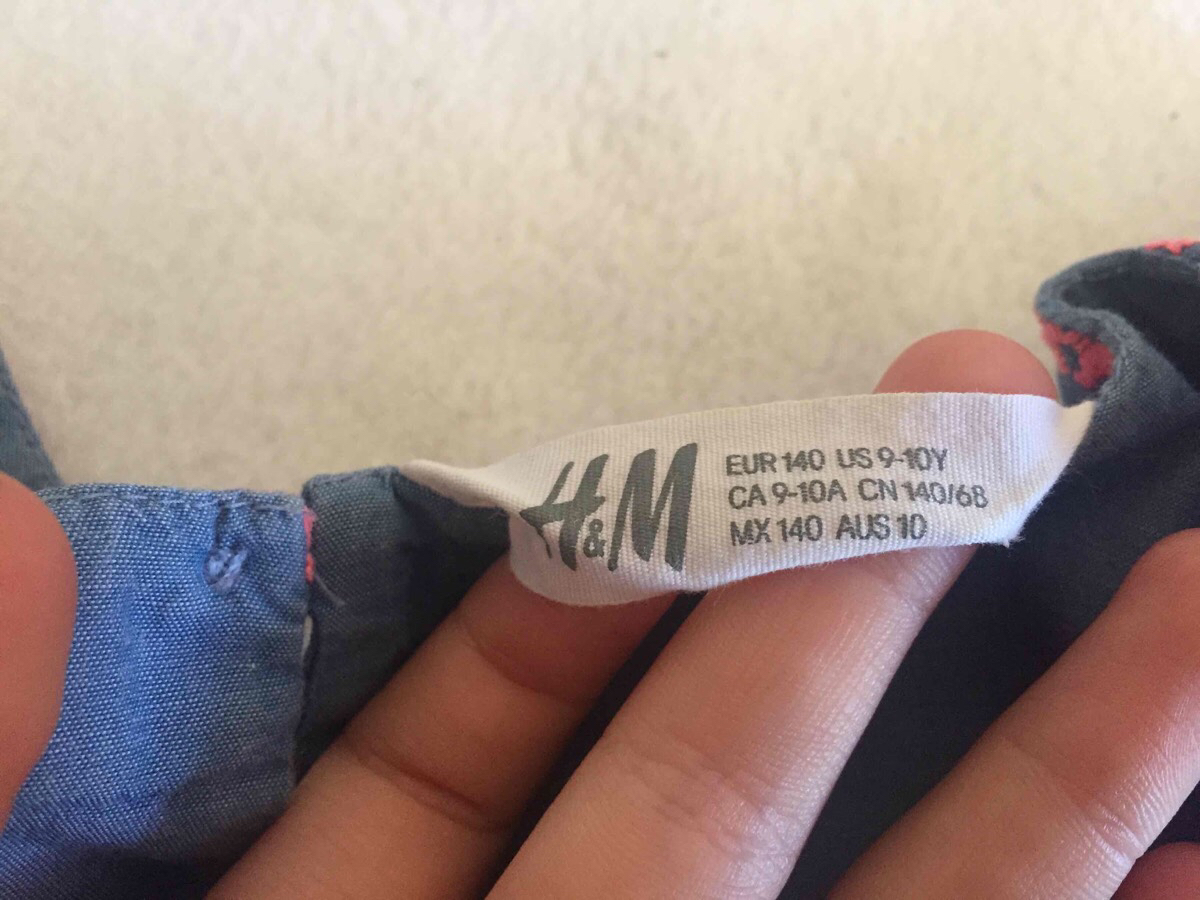 H&M
EUR 140 US 9-10Y
CA 9-10A CN 140/68
MX 140 AUS 10